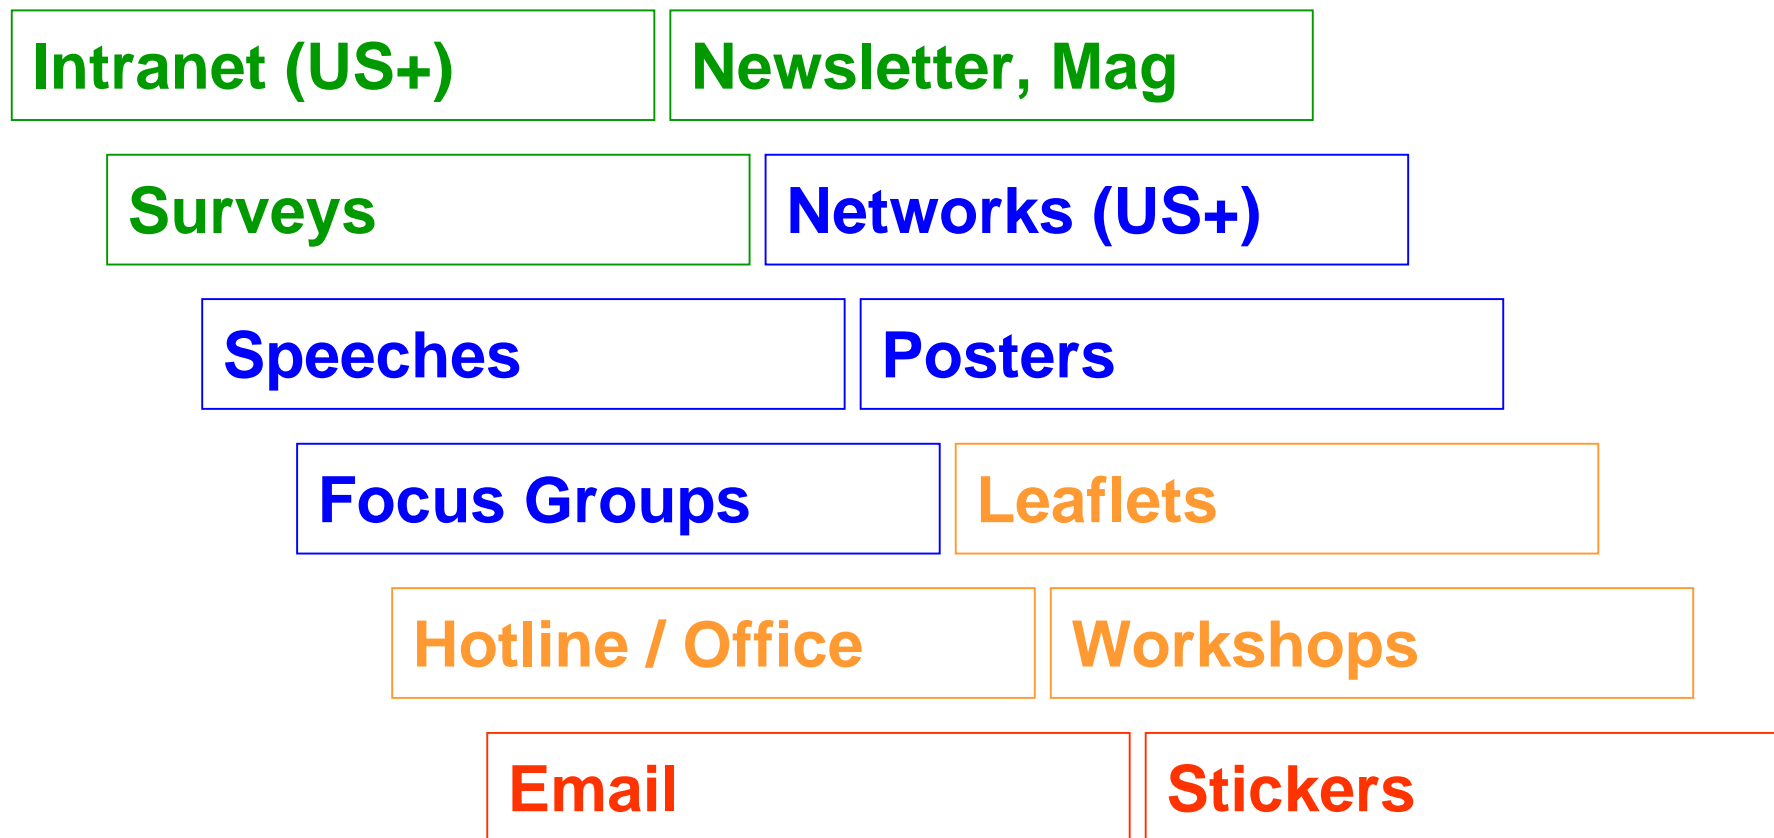 Intranet (US+)
Newsletter, Mag
Surveys
Networks (US+)
Speeches
Posters
Focus Groups
Leaflets
Hotline / Office
Workshops
Email
Stickers